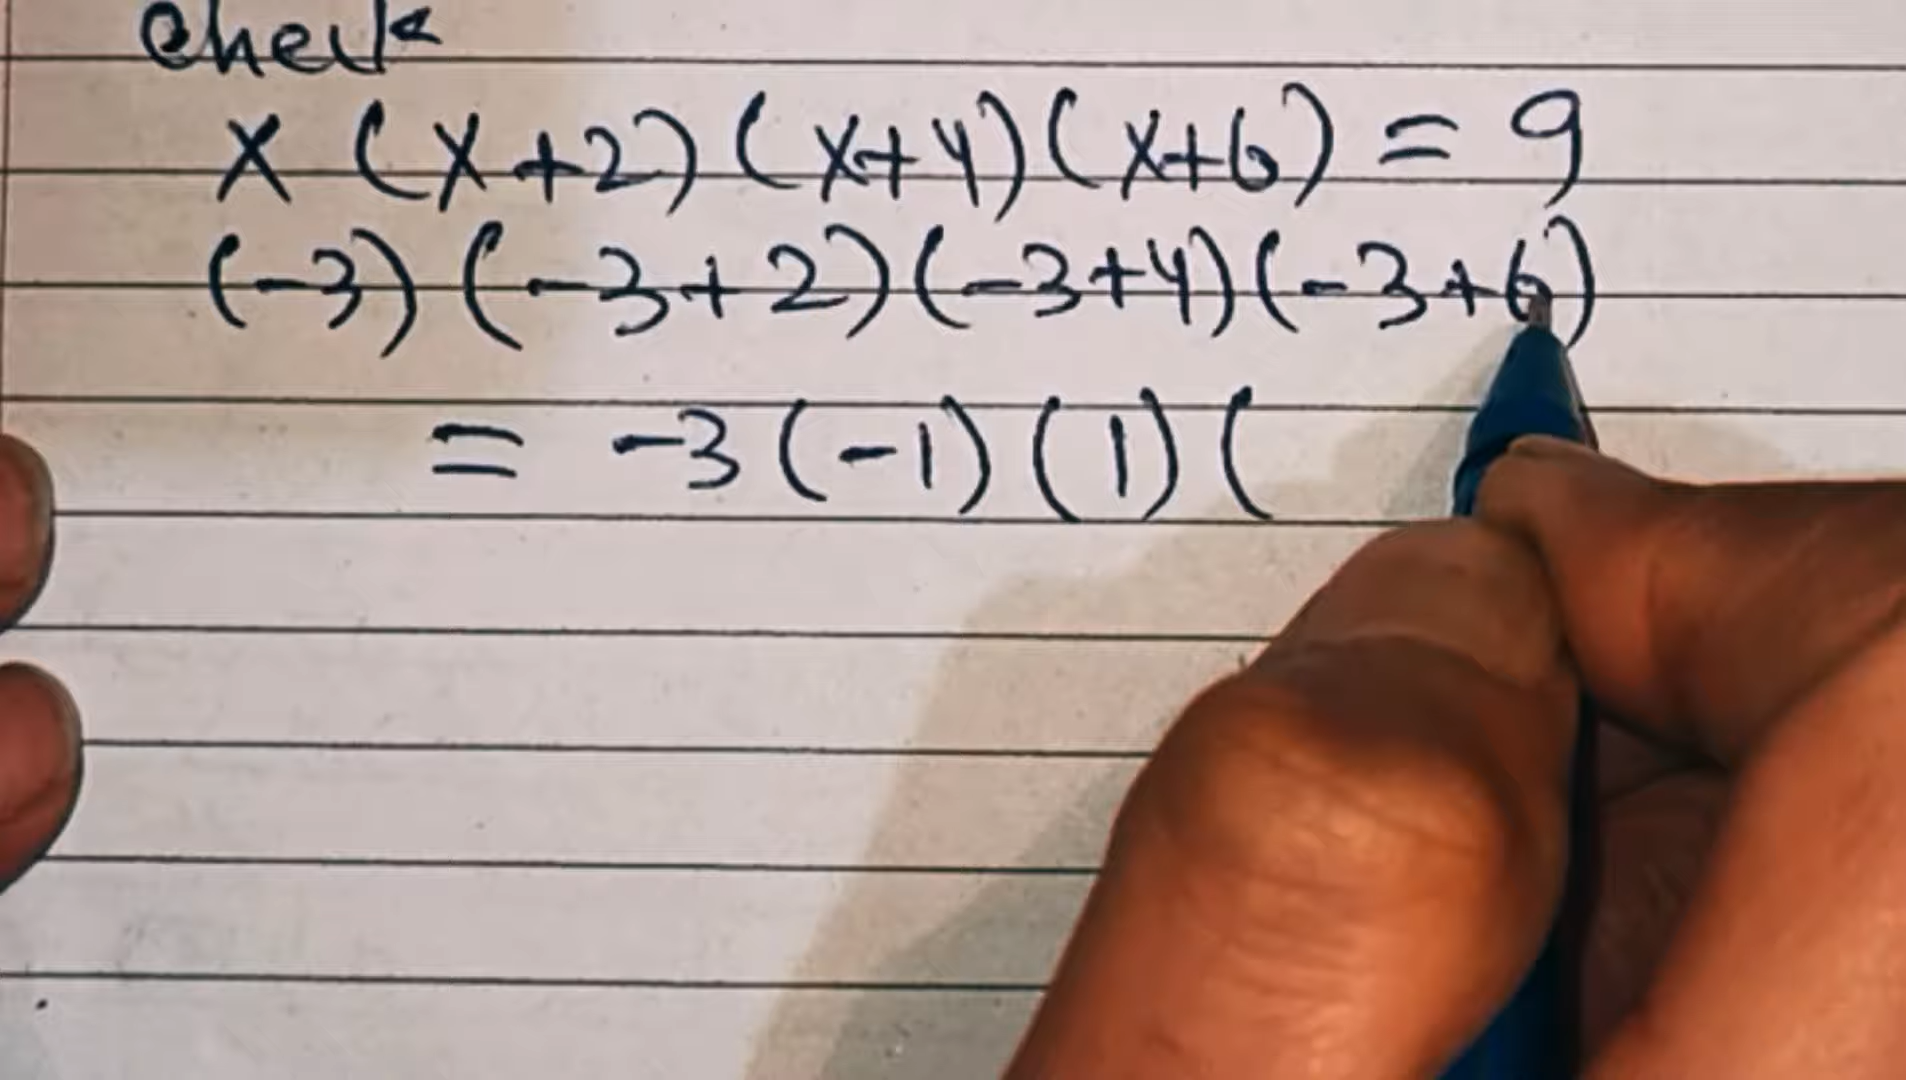 Check
x (x+2) (x+4) (x+6) = 9
(-3) (-3+2) (-3+4) (-3+6)
= -3 (-1) (1) (